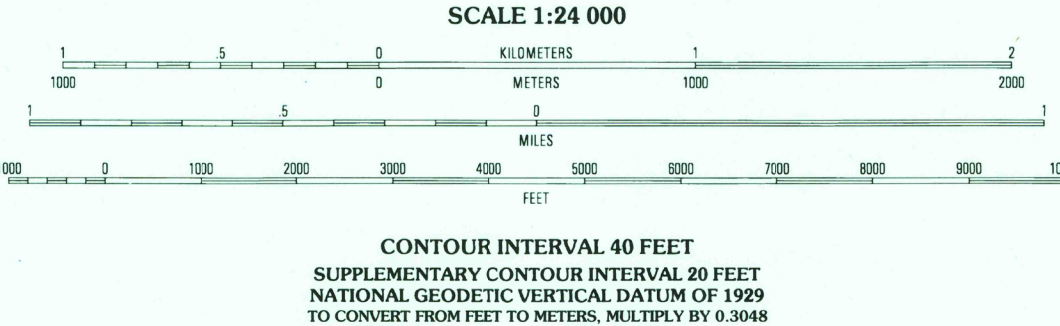 SCALE 1:24 000
1 .5 0 KILOMETERS 1 2
1000 0 METERS 1000 2000
1 .5 0 1
MILES
000 0 1000 2000 3000 4000 5000 6000 7000 8000 9000 10
FEET
CONTOUR INTERVAL 40 FEET
SUPPLEMENTARY CONTOUR INTERVAL 20 FEET
NATIONAL GEODETIC VERTICAL DATUM OF 1929
TO CONVERT FROM FEET TO METERS, MULTIPLY BY 0.3048